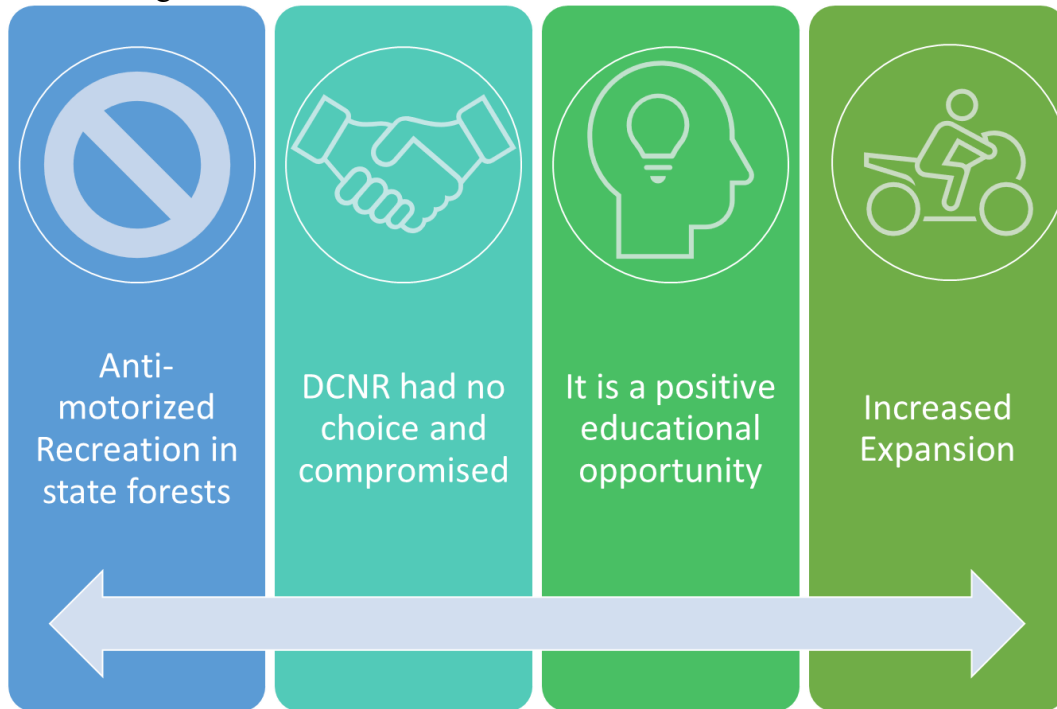 Anti-
motorized
Recreation in
state forests
DCNR had no
choice and
compromised
It is a positive
educational
opportunity
Increased
Expansion